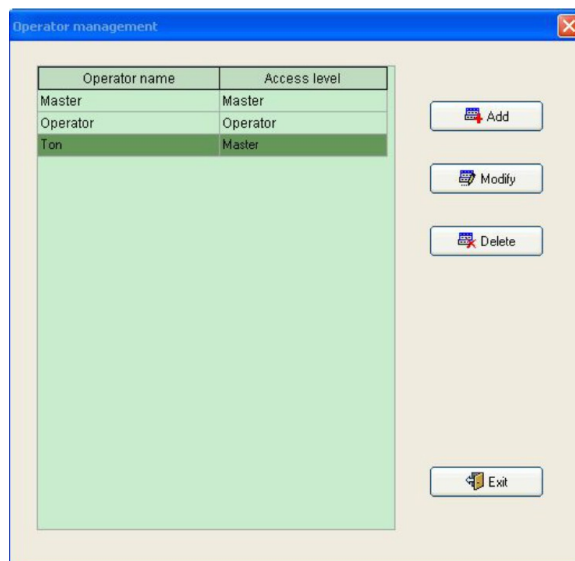 Operator management
Operator name Access level
Master Master
Operator Operator
Ton Master
Add
Modify
Delete
Exit